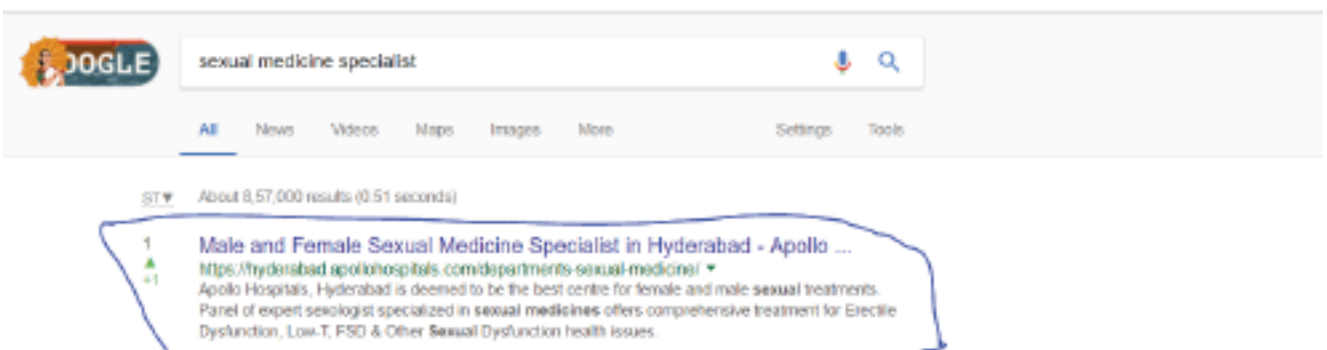 OOGLE sexual medicine specialist
All News Videos Maps Images More Settings Tools
ST▼ About 8,57,000 results (0.51 seconds)
1 Male and Female Sexual Medicine Specialist in Hyderabad - Apollo ...
https://hyderabad.apollohospitals.com/departments-sexual-medicine/ ▼
+1 Apollo Hospitals, Hyderabad is deemed to be the best centre for female and male sexual treatments.
Panel of expert sexologist specialized in sexual medicines offers comprehensive treatment for Erectile
Dysfunction, Low-T, FSD & Other Sexual Dysfunction health issues.